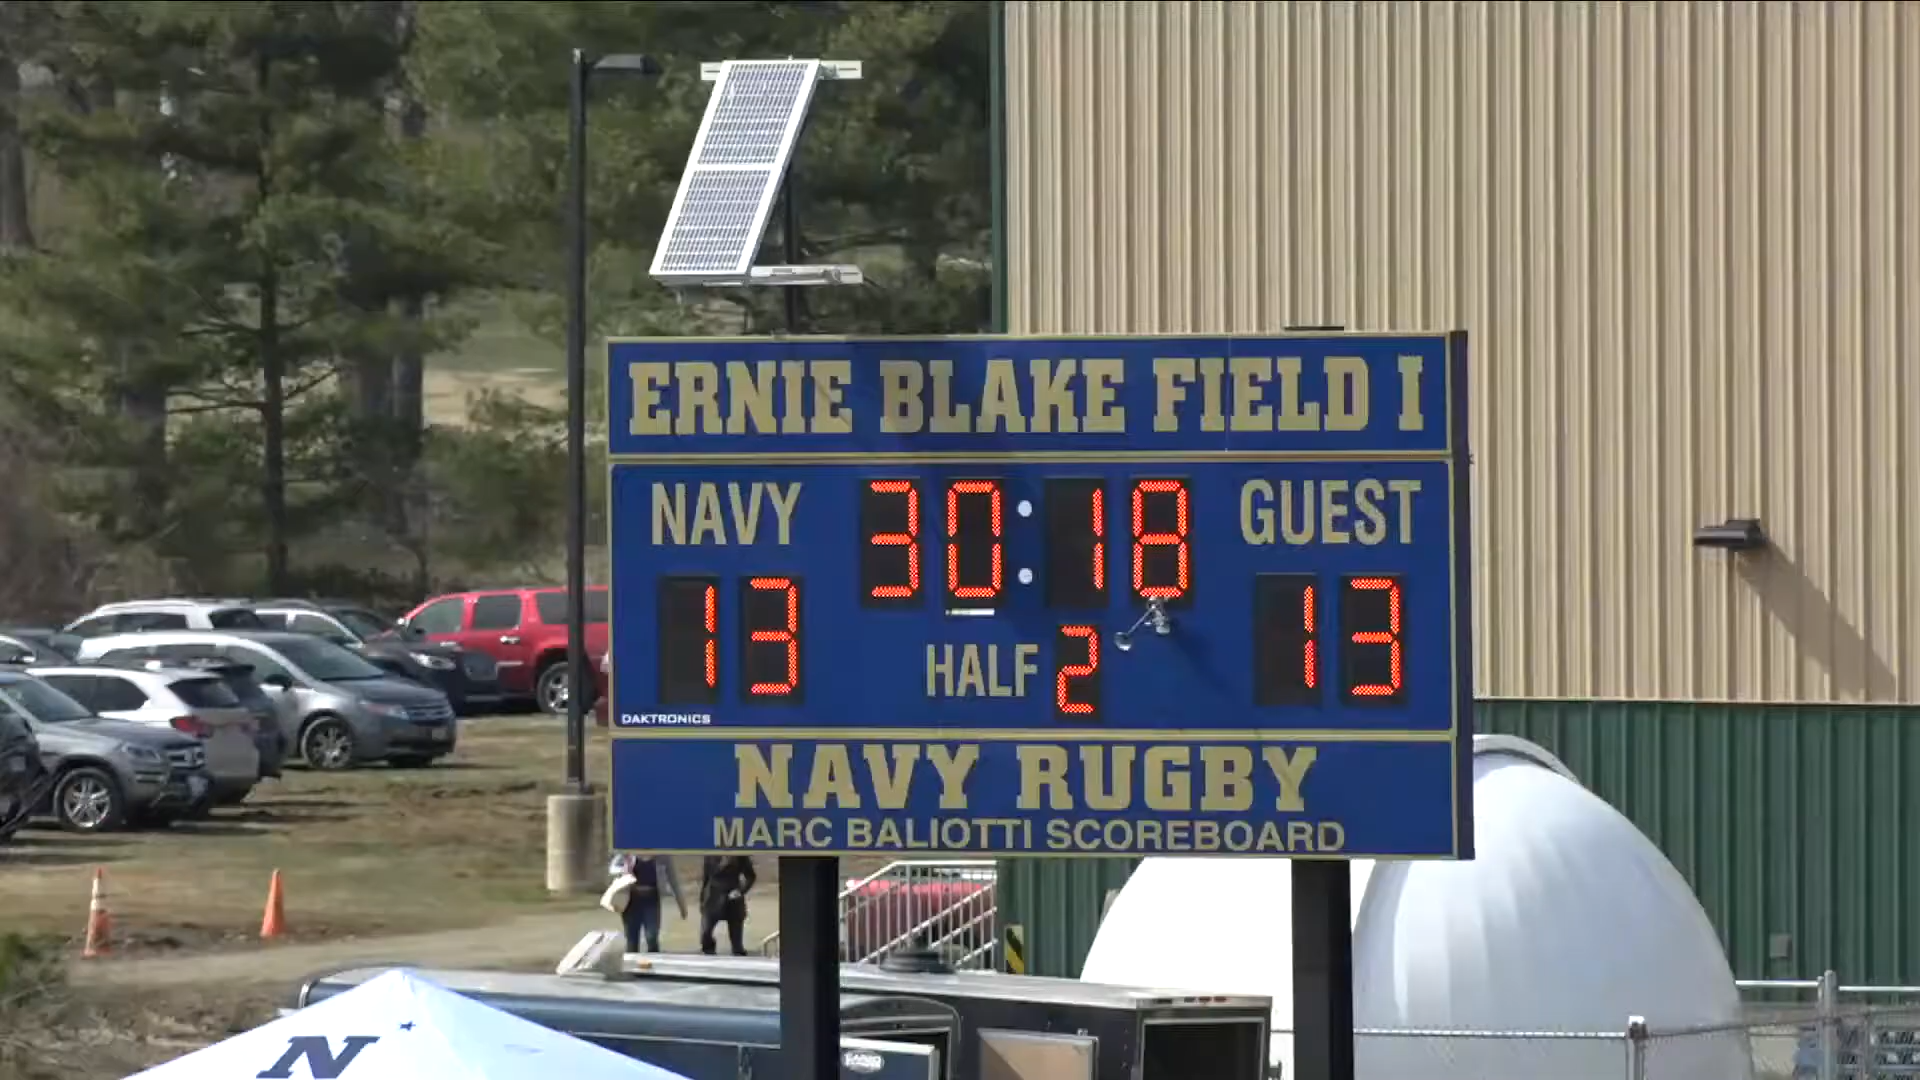 ERNIE BLAKE FIELD I
NAVY 30:18 GUEST
13 HALF 2 13
DAKTRONICS
NAVY RUGBY
MARC BALIOTTI SCOREBOARD
N